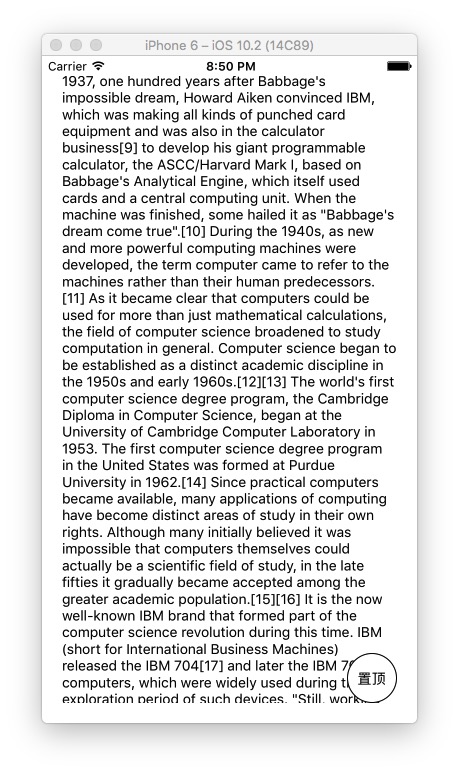 iPhone 6 – iOS 10.2 (14C89)
Carrier 8:50 PM
1937, one hundred years after Babbage's
impossible dream, Howard Aiken convinced IBM,
which was making all kinds of punched card
equipment and was also in the calculator
business[9] to develop his giant programmable
calculator, the ASCC/Harvard Mark I, based on
Babbage's Analytical Engine, which itself used
cards and a central computing unit. When the
machine was finished, some hailed it as "Babbage's
dream come true".[10] During the 1940s, as new
and more powerful computing machines were
developed, the term computer came to refer to the
machines rather than their human predecessors.
[11] As it became clear that computers could be
used for more than just mathematical calculations,
the field of computer science broadened to study
computation in general. Computer science began to
be established as a distinct academic discipline in
the 1950s and early 1960s.[12][13] The world's first
computer science degree program, the Cambridge
Diploma in Computer Science, began at the
University of Cambridge Computer Laboratory in
1953. The first computer science degree program
in the United States was formed at Purdue
University in 1962.[14] Since practical computers
became available, many applications of computing
have become distinct areas of study in their own
rights. Although many initially believed it was
impossible that computers themselves could
actually be a scientific field of study, in the late
fifties it gradually became accepted among the
greater academic population.[15][16] It is the now
well-known IBM brand that formed part of the
computer science revolution during this time. IBM
(short for International Business Machines)
released the IBM 704[17] and later the IBM
computers, which were widely used during
exploration period of such devices. "Still,
置顶